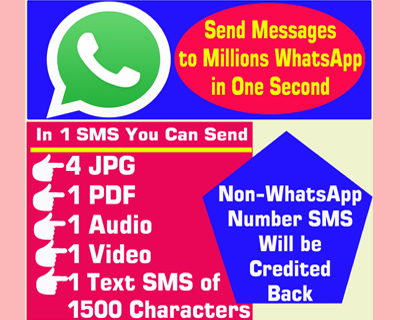 Send Messages
to Millions WhatsApp
in One Second
In 1 SMS You Can Send
4 JPG
1 PDF
1 Audio
1 Video
1 Text SMS of
1500 Characters
Non-WhatsApp
Number SMS
Will be
Credited
Back